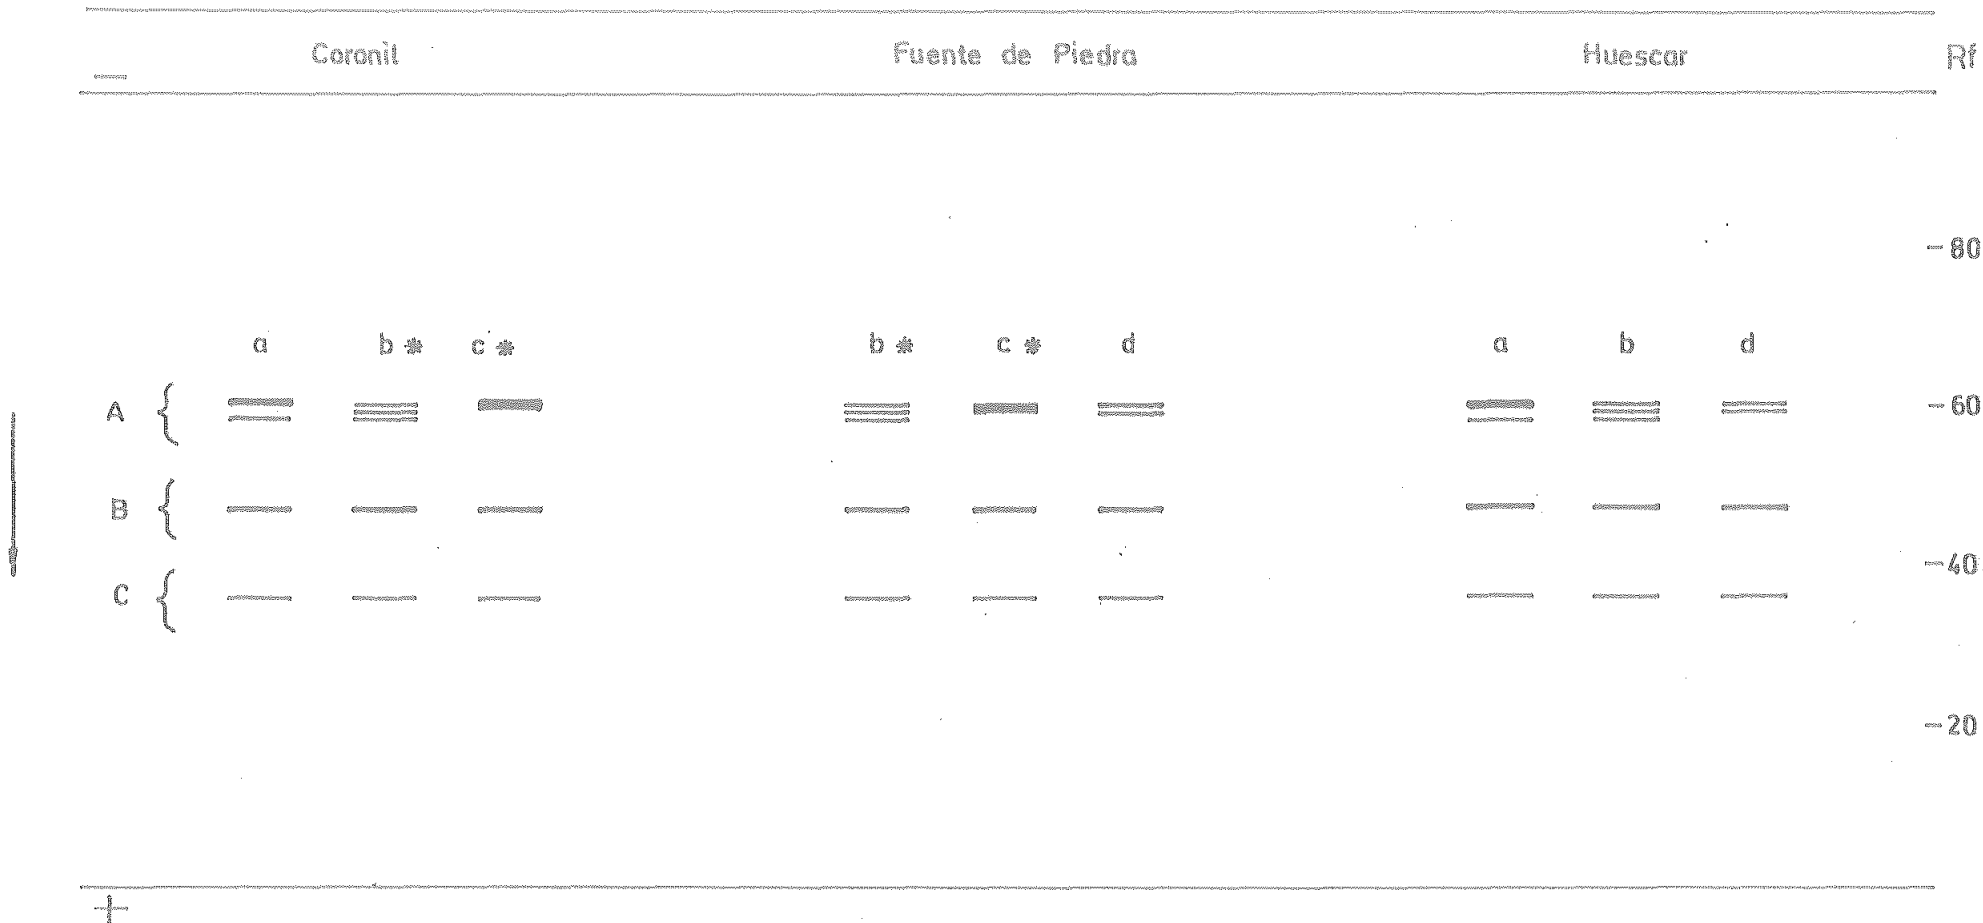 Coronil Fuente de Piedra Huescar Rf
—
-80
a b* c* b* c* d a b d
A { -60
B {
-40
C {
-20
+